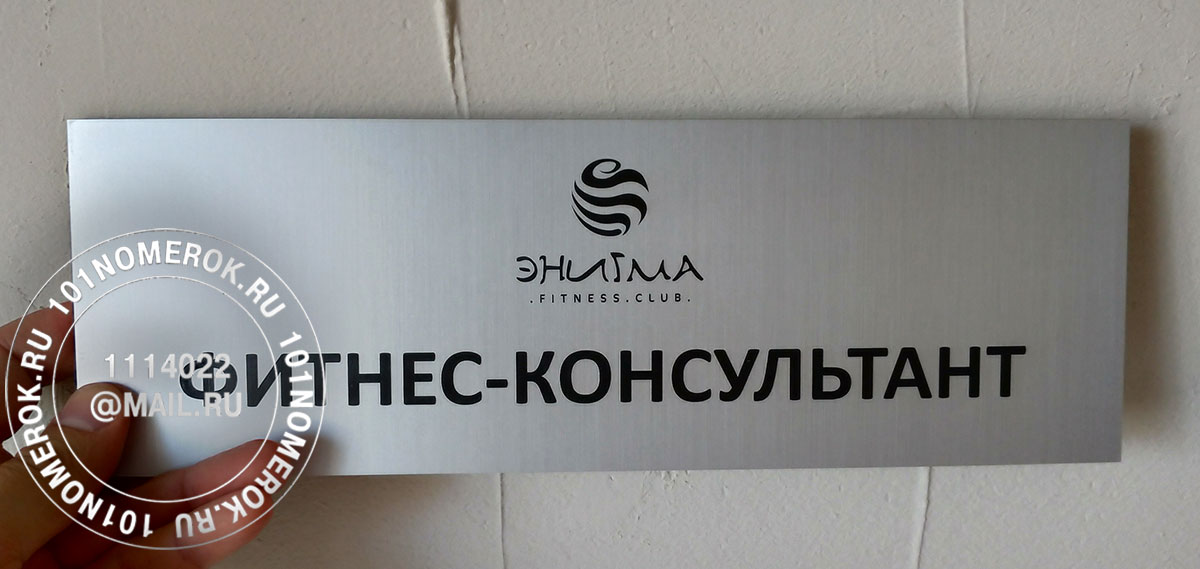 ЭНИГМА
.FITNESS.CLUB.
ФИТНЕС-КОНСУЛЬТАНТ
101NOMEROK.RU 101NOMEROK.RU 101NOMEROK.RU
1114022
@MAIL.RU